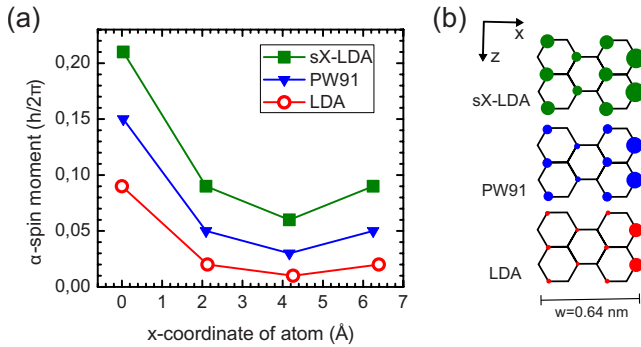 (a)
α-spin moment (h/2π)
0,20
0,15
0,10
0,05
0,00
sX-LDA
PW91
LDA
0 1 2 3 4 5 6 7
x-coordinate of atom (Å)
(b)
x
z
sX-LDA
PW91
LDA
w=0.64 nm